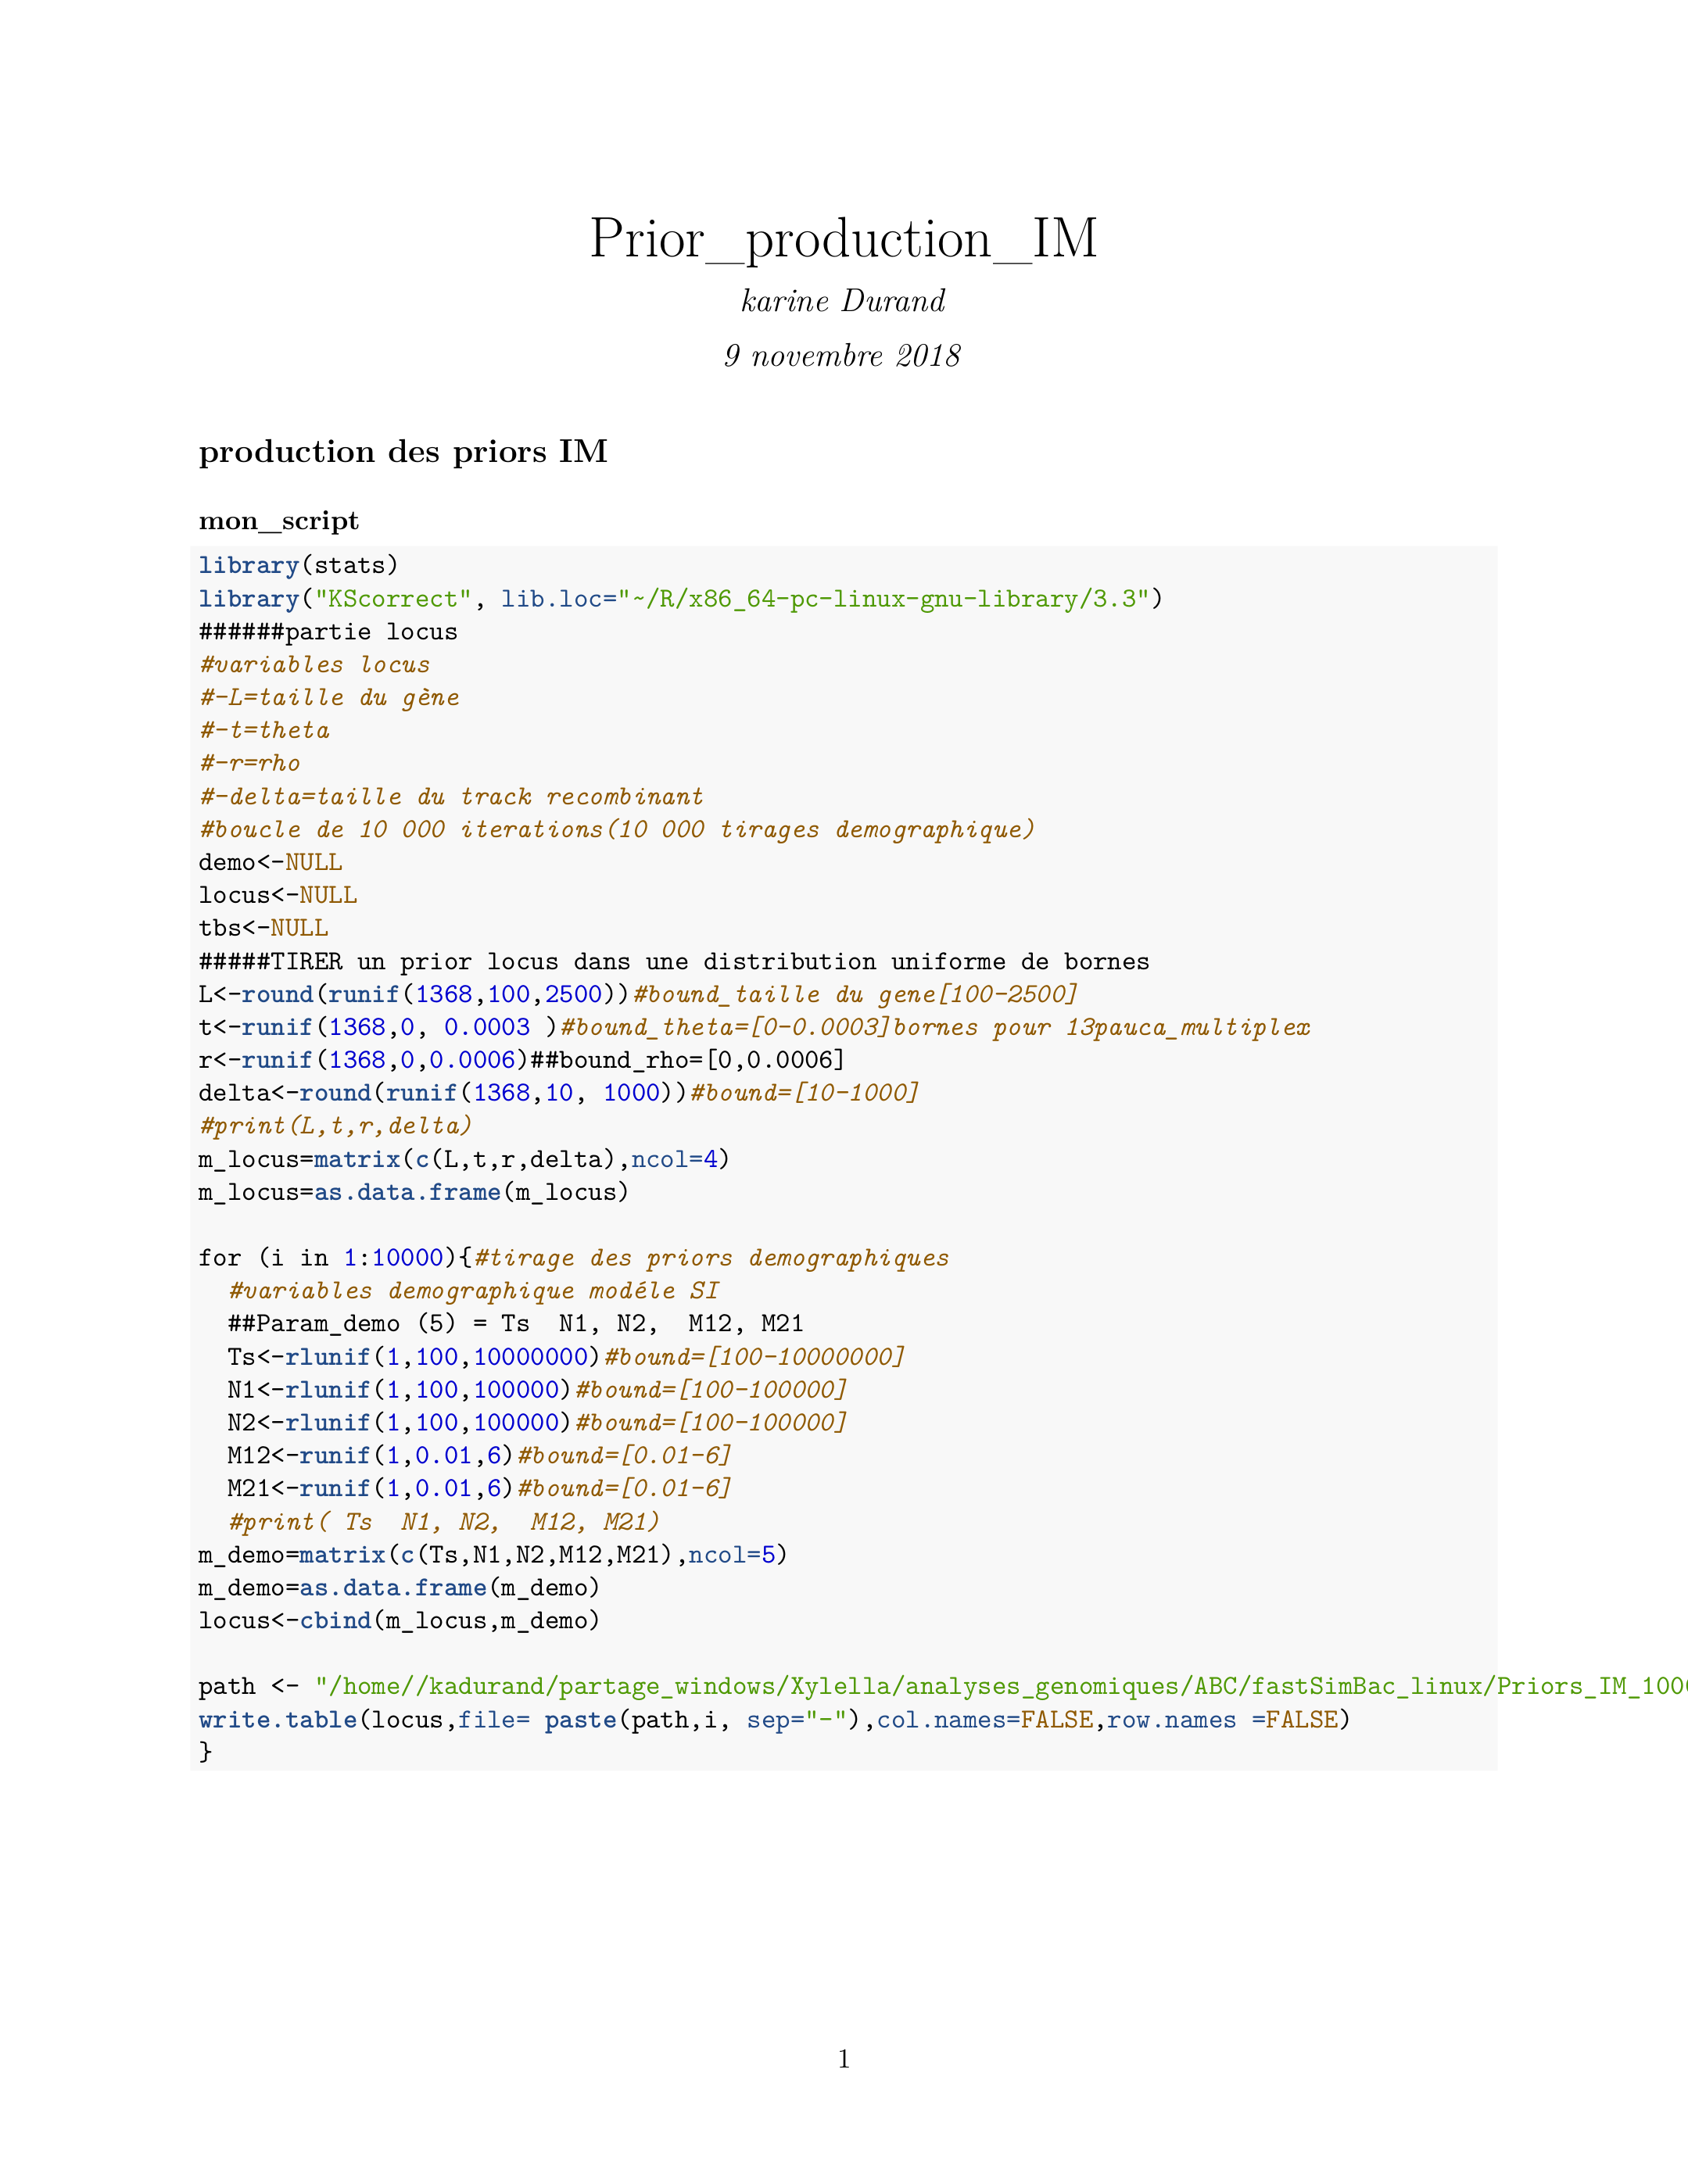 Prior_production_IM
karine Durand
9 novembre 2018
production des priors IM
mon_script
library(stats)
library("KScorrect", lib.loc="~/R/x86_64-pc-linux-gnu-library/3.3")
######partie locus
#variables locus
#-L=taille du gène
#-t=theta
#-r=rho
#-delta=taille du track recombinant
#boucle de 10 000 iterations(10 000 tirages demographique)
demo<-NULL
locus<-NULL
tbs<-NULL
#####TIRER un prior locus dans une distribution uniforme de bornes
L<-round(runif(1368,100,2500))#bound_taille du gene[100-2500]
t<-runif(1368,0, 0.0003 )#bound_theta=[0-0.0003]bornes pour 13pauca_multiplex
r<-runif(1368,0,0.0006)##bound_rho=[0,0.0006]
delta<-round(runif(1368,10, 1000))#bound=[10-1000]
#print(L,t,r,delta)
m_locus=matrix(c(L,t,r,delta),ncol=4)
m_locus=as.data.frame(m_locus)
for (i in 1:10000){#tirage des priors demographiques
#variables demographique modéle SI
##Param_demo (5) = Ts  N1, N2,  M12, M21
Ts<-rlunif(1,100,10000000)#bound=[100-10000000]
N1<-rlunif(1,100,100000)#bound=[100-100000]
N2<-rlunif(1,100,100000)#bound=[100-100000]
M12<-runif(1,0.01,6)#bound=[0.01-6]
M21<-runif(1,0.01,6)#bound=[0.01-6]
#print( Ts  N1, N2,  M12, M21)
m_demo=matrix(c(Ts,N1,N2,M12,M21),ncol=5)
m_demo=as.data.frame(m_demo)
locus<-cbind(m_locus,m_demo)
path <- "/home//kadurand/partage_windows/Xylella/analyses_genomiques/ABC/fastSimBac_linux/Priors_IM_100
write.table(locus,file= paste(path,i, sep="-"),col.names=FALSE,row.names =FALSE)
}
1